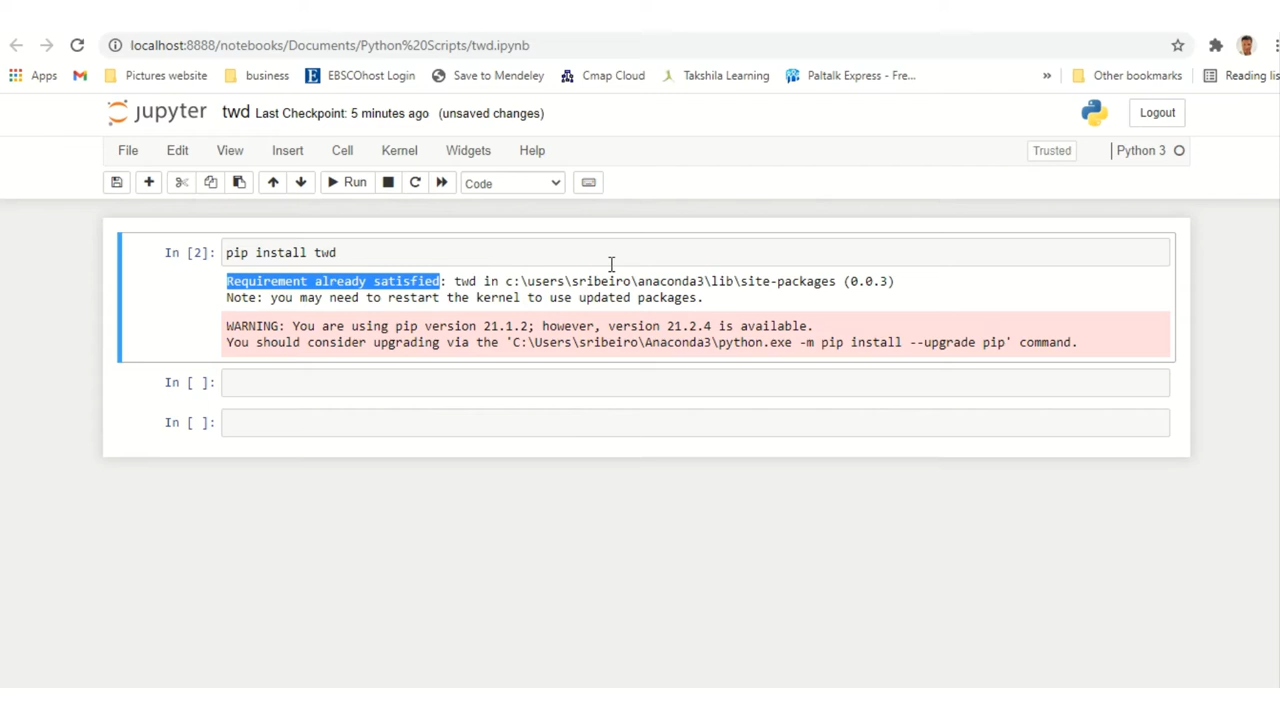 localhost:8888/notebooks/Documents/Python%20Scripts/twd.ipynb
Apps Pictures website business EBSCOhost Login Save to Mendeley Cmap Cloud Takshila Learning Paltalk Express - Fre... » Other bookmarks Reading lis
jupyter twd Last Checkpoint: 5 minutes ago (unsaved changes) Logout
File Edit View Insert Cell Kernel Widgets Help Trusted Python 3
Run Code
In [2]: pip install twd
Requirement already satisfied: twd in c:\users\sribeiro\anaconda3\lib\site-packages (0.0.3)
Note: you may need to restart the kernel to use updated packages.
WARNING: You are using pip version 21.1.2; however, version 21.2.4 is available.
You should consider upgrading via the 'C:\Users\sribeiro\Anaconda3\python.exe -m pip install --upgrade pip' command.
In [ ]:
In [ ]: